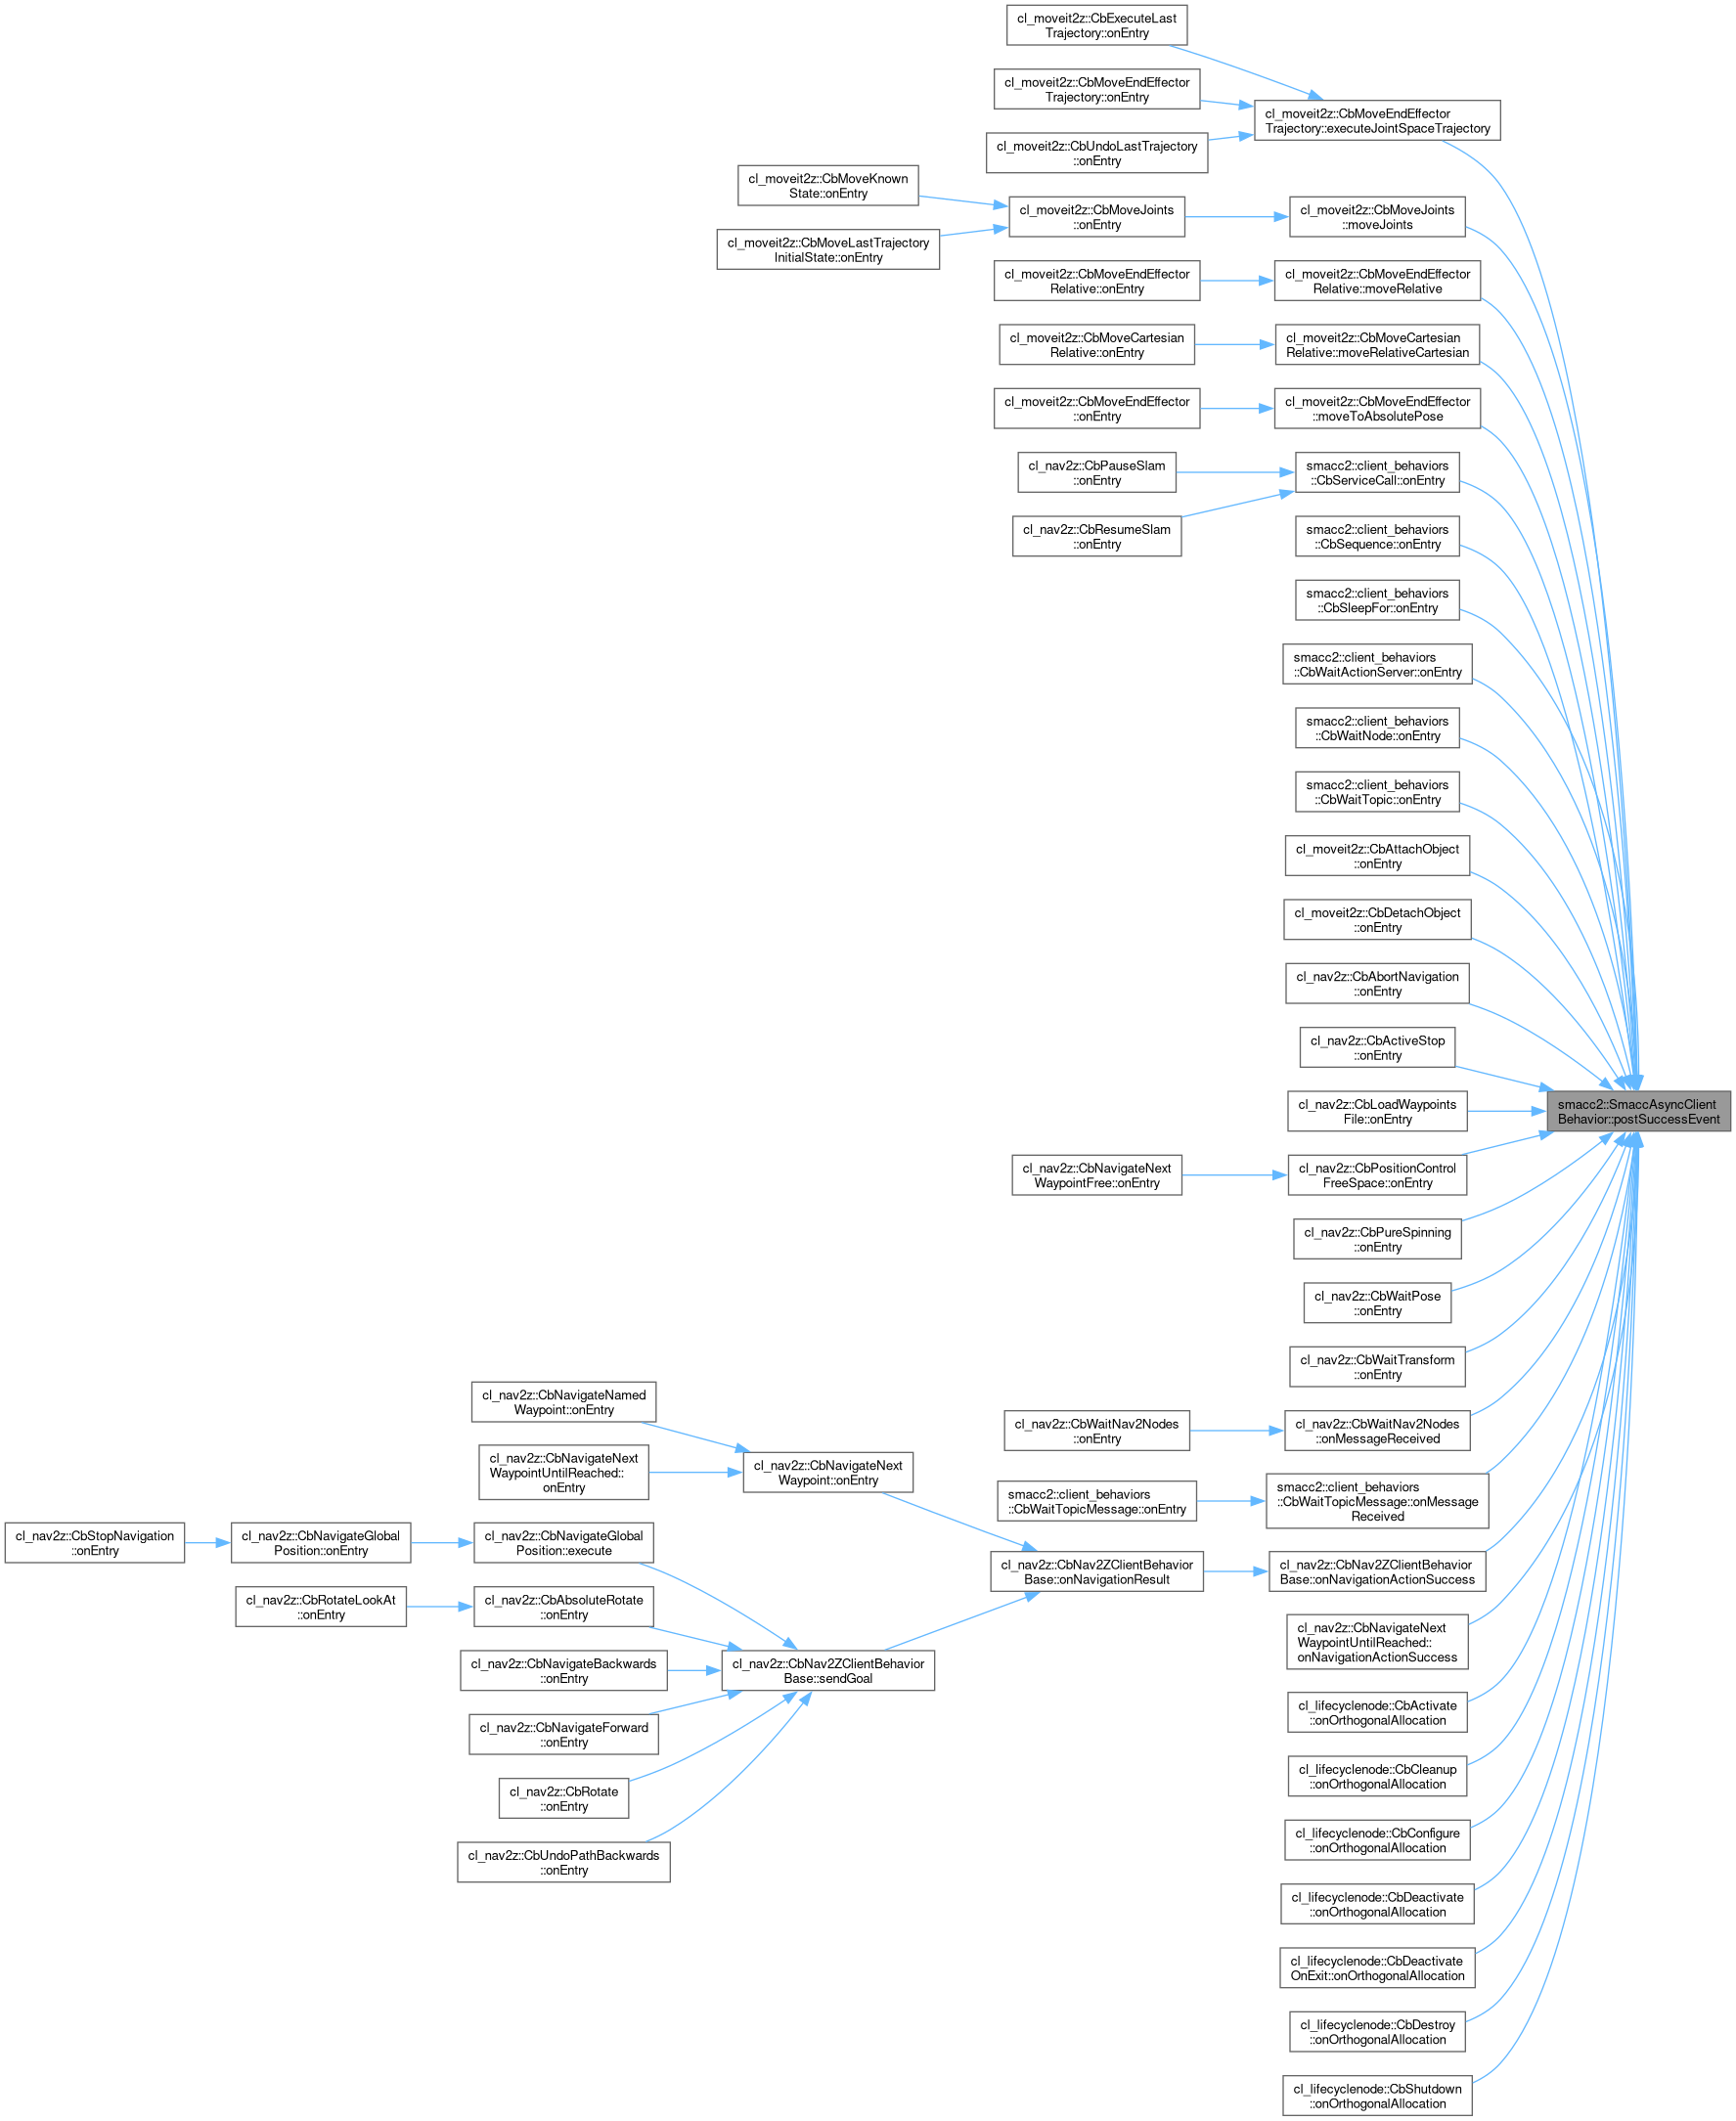 cl_moveit2z::CbExecuteLast
Trajectory::onEntry
cl_moveit2z::CbMoveEndEffector
Trajectory::onEntry
cl_moveit2z::CbMoveEndEffector
Trajectory::executeJointSpaceTrajectory
cl_moveit2z::CbUndoLastTrajectory
::onEntry
cl_moveit2z::CbMoveKnown
State::onEntry
cl_moveit2z::CbMoveJoints
::onEntry
cl_moveit2z::CbMoveJoints
::moveJoints
cl_moveit2z::CbMoveLastTrajectory
InitialState::onEntry
cl_moveit2z::CbMoveEndEffector
Relative::onEntry
cl_moveit2z::CbMoveEndEffector
Relative::moveRelative
cl_moveit2z::CbMoveCartesian
Relative::onEntry
cl_moveit2z::CbMoveCartesian
Relative::moveRelativeCartesian
cl_moveit2z::CbMoveEndEffector
::onEntry
cl_moveit2z::CbMoveEndEffector
::moveToAbsolutePose
cl_nav2z::CbPauseSlam
::onEntry
smacc2::client_behaviors
::CbServiceCall::onEntry
cl_nav2z::CbResumeSlam
::onEntry
smacc2::client_behaviors
::CbSequence::onEntry
smacc2::client_behaviors
::CbSleepFor::onEntry
smacc2::client_behaviors
::CbWaitActionServer::onEntry
smacc2::client_behaviors
::CbWaitNode::onEntry
smacc2::client_behaviors
::CbWaitTopic::onEntry
cl_moveit2z::CbAttachObject
::onEntry
cl_moveit2z::CbDetachObject
::onEntry
cl_nav2z::CbAbortNavigation
::onEntry
cl_nav2z::CbActiveStop
::onEntry
cl_nav2z::CbLoadWaypoints
File::onEntry
smacc2::SmaccAsyncClient
Behavior::postSuccessEvent
cl_nav2z::CbNavigateNext
WaypointFree::onEntry
cl_nav2z::CbPositionControl
FreeSpace::onEntry
cl_nav2z::CbPureSpinning
::onEntry
cl_nav2z::CbWaitPose
::onEntry
cl_nav2z::CbWaitTransform
::onEntry
cl_nav2z::CbNavigateNamed
Waypoint::onEntry
cl_nav2z::CbWaitNav2Nodes
::onEntry
cl_nav2z::CbWaitNav2Nodes
::onMessageReceived
cl_nav2z::CbNavigateNext
WaypointUntilReached::
onEntry
cl_nav2z::CbNavigateNext
Waypoint::onEntry
smacc2::client_behaviors
::CbWaitTopicMessage::onEntry
smacc2::client_behaviors
::CbWaitTopicMessage::onMessage
Received
cl_nav2z::CbStopNavigation
::onEntry
cl_nav2z::CbNavigateGlobal
Position::onEntry
cl_nav2z::CbNavigateGlobal
Position::execute
cl_nav2z::CbNav2ZClientBehavior
Base::onNavigationResult
cl_nav2z::CbNav2ZClientBehavior
Base::onNavigationActionSuccess
cl_nav2z::CbRotateLookAt
::onEntry
cl_nav2z::CbAbsoluteRotate
::onEntry
cl_nav2z::CbNavigateNext
WaypointUntilReached::
onNavigationActionSuccess
cl_nav2z::CbNavigateBackwards
::onEntry
cl_nav2z::CbNav2ZClientBehavior
Base::sendGoal
cl_nav2z::CbNavigateForward
::onEntry
cl_lifecyclenode::CbActivate
::onOrthogonalAllocation
cl_nav2z::CbRotate
::onEntry
cl_lifecyclenode::CbCleanup
::onOrthogonalAllocation
cl_nav2z::CbUndoPathBackwards
::onEntry
cl_lifecyclenode::CbConfigure
::onOrthogonalAllocation
cl_lifecyclenode::CbDeactivate
::onOrthogonalAllocation
cl_lifecyclenode::CbDeactivate
OnExit::onOrthogonalAllocation
cl_lifecyclenode::CbDestroy
::onOrthogonalAllocation
cl_lifecyclenode::CbShutdown
::onOrthogonalAllocation